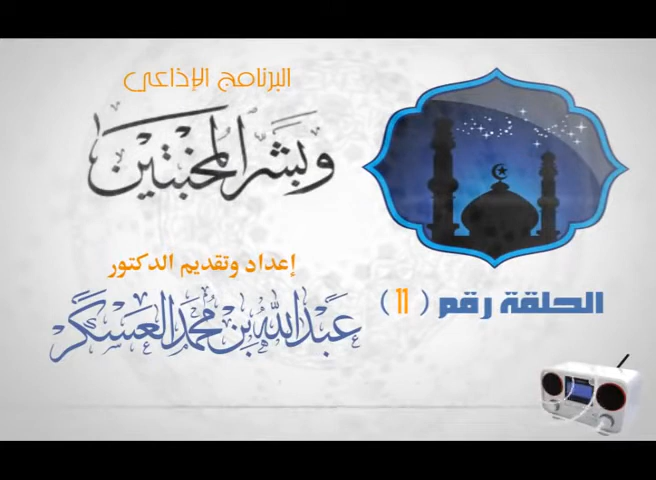 البرنامج الإذاعي
وبشر المخبتين
إعداد وتقديم الدكتور
عبد الله بن محمد العسكر
الحلقة رقم ( 11 )